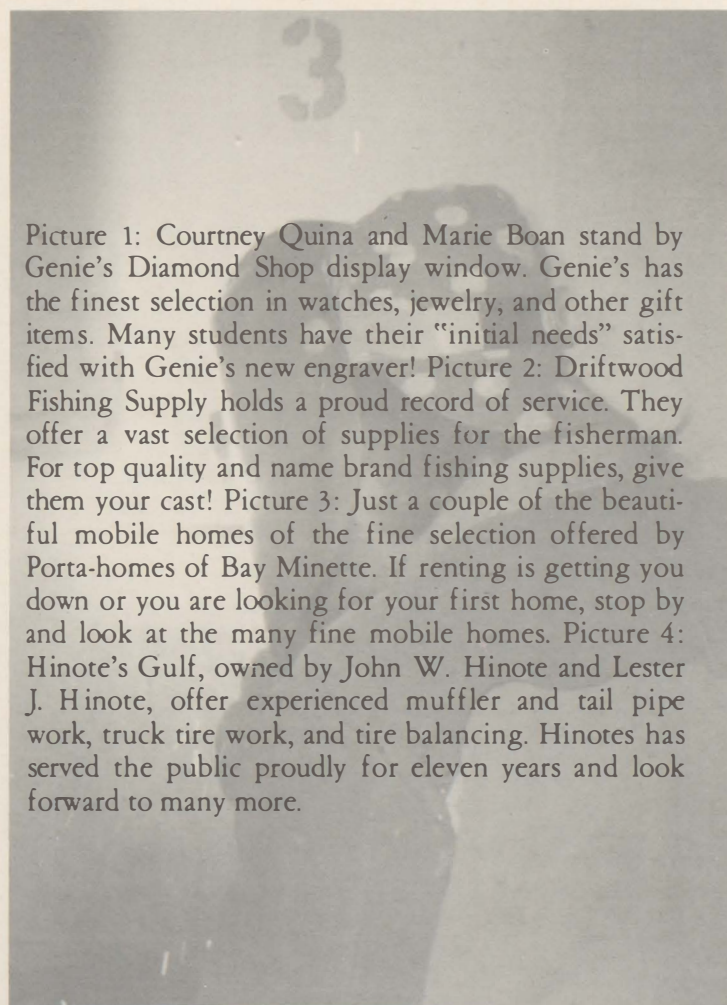 3
Picture 1: Courtney Quina and Marie Boan stand by
Genie's Diamond Shop display window. Genie's has
the finest selection in watches, jewelry, and other gift
items. Many students have their "initial needs" satis-
fied with Genie's new engraver! Picture 2: Driftwood
Fishing Supply holds a proud record of service. They
offer a vast selection of supplies for the fisherman.
For top quality and name brand fishing supplies, give
them your cast! Picture 3: Just a couple of the beauti-
ful mobile homes of the fine selection offered by
Porta-homes of Bay Minette. If renting is getting you
down or you are looking for your first home, stop by
and look at the many fine mobile homes. Picture 4:
Hinote's Gulf, owned by John W. Hinote and Lester
J. Hinote, offer experienced muffler and tail pipe
work, truck tire work, and tire balancing. Hinotes has
served the public proudly for eleven years and look
forward to many more.